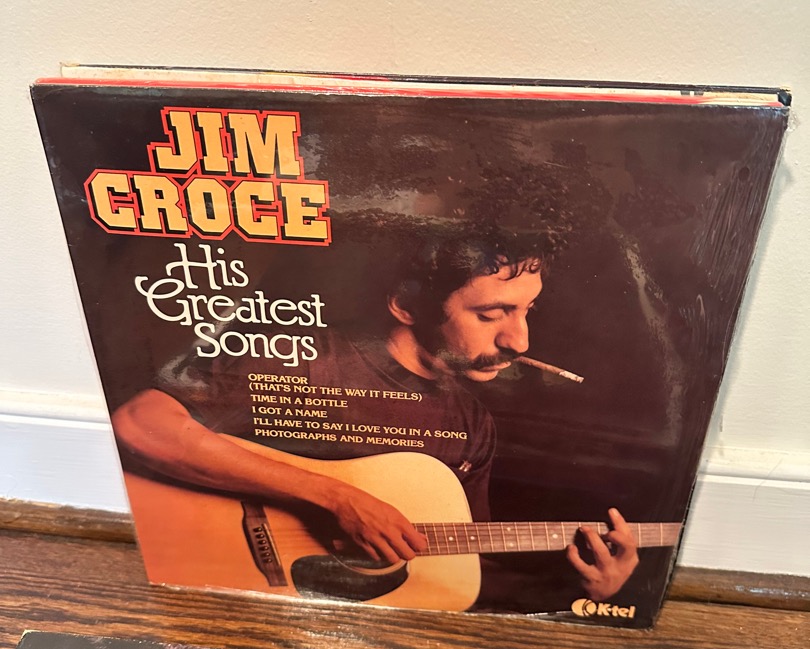 JIM
CROCE
His
Greatest
Songs
OPERATOR
(THAT'S NOT THE WAY IT FEELS)
TIME IN A BOTTLE
I GOT A NAME
I'LL HAVE TO SAY I LOVE YOU IN A SONG
PHOTOGRAPHS AND MEMORIES
K-tel